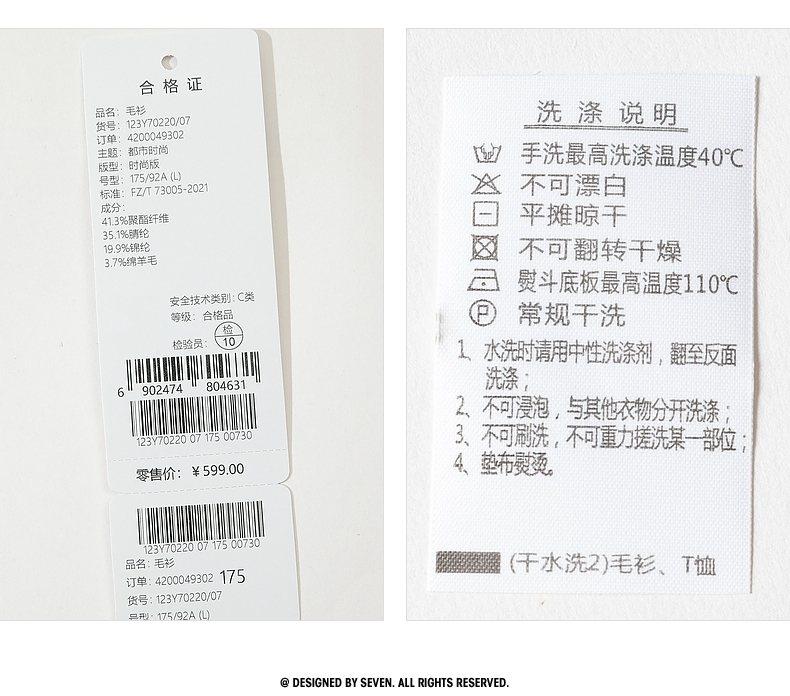 合格证
品名：毛衫
货号：123Y70220/07
订单：4200049302
主题：都市时尚
版型：时尚版
号型：175/92A (L)
标准：FZ/T 73005-2021
成分：
41.3%聚酯纤维
35.1%腈纶
19.9%锦纶
3.7%绵羊毛
安全技术类别：C类
等级：合格品
检验员：检 10
6 902474 804631
123Y70220 07 175 00730
零售价：￥599.00
123Y70220 07 175 00730
品名：毛衫
订单：4200049302 175
货号：123Y70220/07
号型：175/92A (L)
洗涤说明
手洗最高洗涤温度40℃
不可漂白
平摊晾干
不可翻转干燥
熨斗底板最高温度110℃
P 常规干洗
1、水洗时请用中性洗涤剂，翻至反面
洗涤；
2、不可浸泡，与其他衣物分开洗涤；
3、不可刷洗，不可重力搓洗某一部位；
4、垫布熨烫。
(干水洗2)毛衫、T恤
@ DESIGNED BY SEVEN. ALL RIGHTS RESERVED.